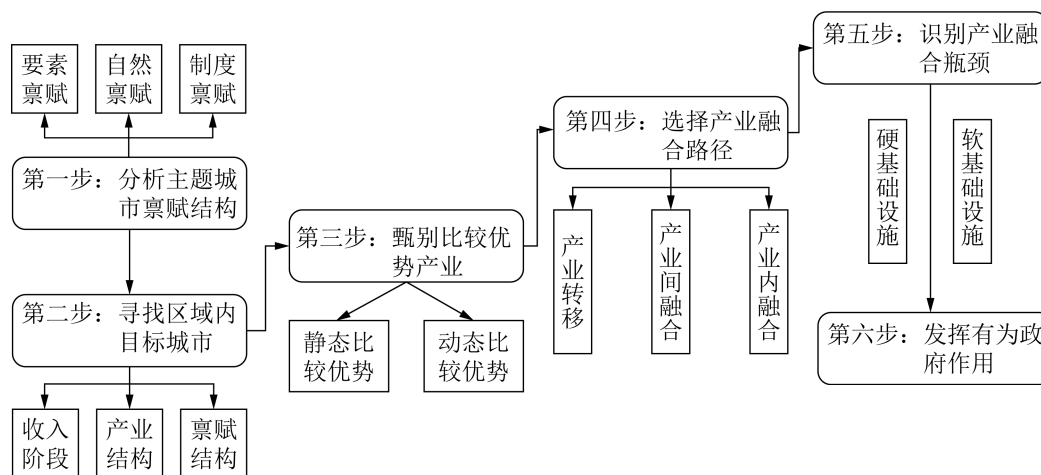 要素
禀赋
自然
禀赋
制度
禀赋
第一步：分析主题城
市禀赋结构
第二步：寻找区域内
目标城市
收入
阶段
产业
结构
禀赋
结构
第三步：甄别比较优
势产业
静态比
较优势
动态比
较优势
第四步：选择产业融
合路径
产业转移
产业间融合
产业内融合
第五步：识别产业融
合瓶颈
硬基础设施
软基础设施
第六步：发挥有为政
府作用